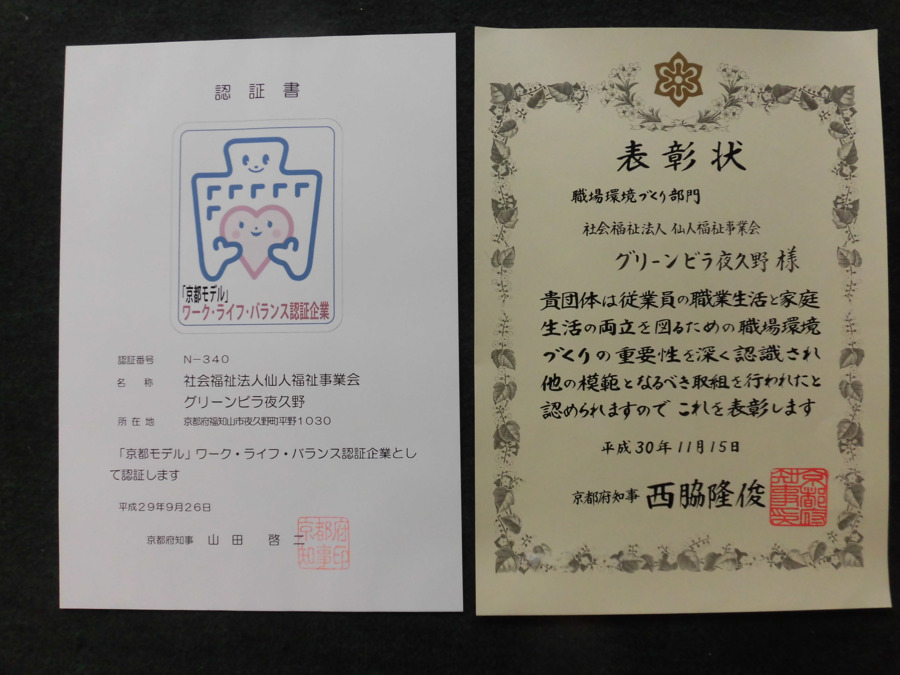 認証書
「京都モデル」
ワーク・ライフ・バランス認証企業
認証番号 N-340
名称 社会福祉法人仙人福祉事業会
グリーンビラ夜久野
所在地 京都府福知山市夜久野町平野1030
「京都モデル」ワーク・ライフ・バランス認証企業とし
て認証します
平成29年9月26日
京都府知事 山田 啓二
京都府
知事印
表彰状
職場環境づくり部門
社会福祉法人 仙人福祉事業会
グリーンビラ夜久野 様
貴団体は従業員の職業生活と家庭
生活の両立を図るための職場環境
づくりの重要性を深く認識され
他の模範となるべき取組を行われたと
認められますので これを表彰します
平成30年11月15日
京都府知事 西脇隆俊
京都府
知事印